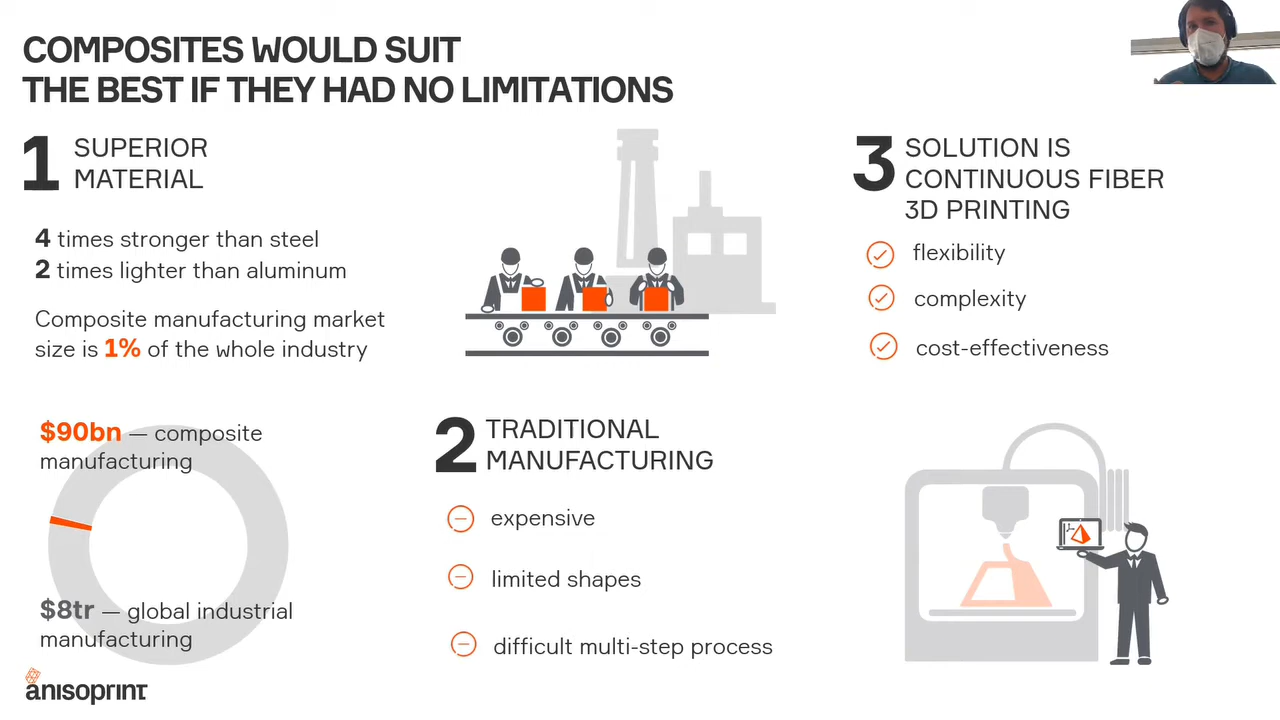 COMPOSITES WOULD SUIT
THE BEST IF THEY HAD NO LIMITATIONS
1 SUPERIOR
MATERIAL
4 times stronger than steel
2 times lighter than aluminum
Composite manufacturing market
size is 1% of the whole industry
$90bn — composite
manufacturing
$8tr — global industrial
manufacturing
2 TRADITIONAL
MANUFACTURING
expensive
limited shapes
difficult multi-step process
3 SOLUTION IS
CONTINUOUS FIBER
3D PRINTING
flexibility
complexity
cost-effectiveness
anisoprint